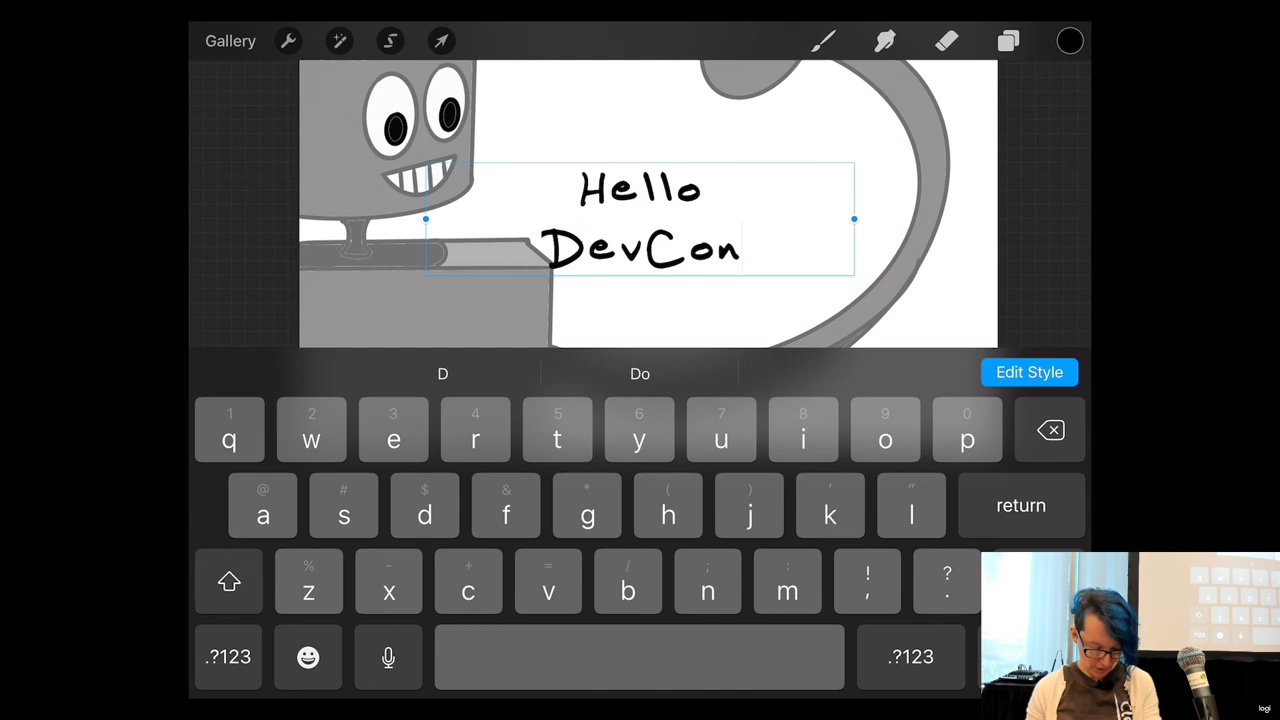 Gallery
Hello
DevCon
D Do Edit Style
1 2 3 4 5 6 7 8 9 0
q w e r t y u i o p
@ # $ & * ( ) ' "
a s d f g h j k l return
% - + = / ; : ! ?
z x c v b n m , .
.?123 .?123
logi